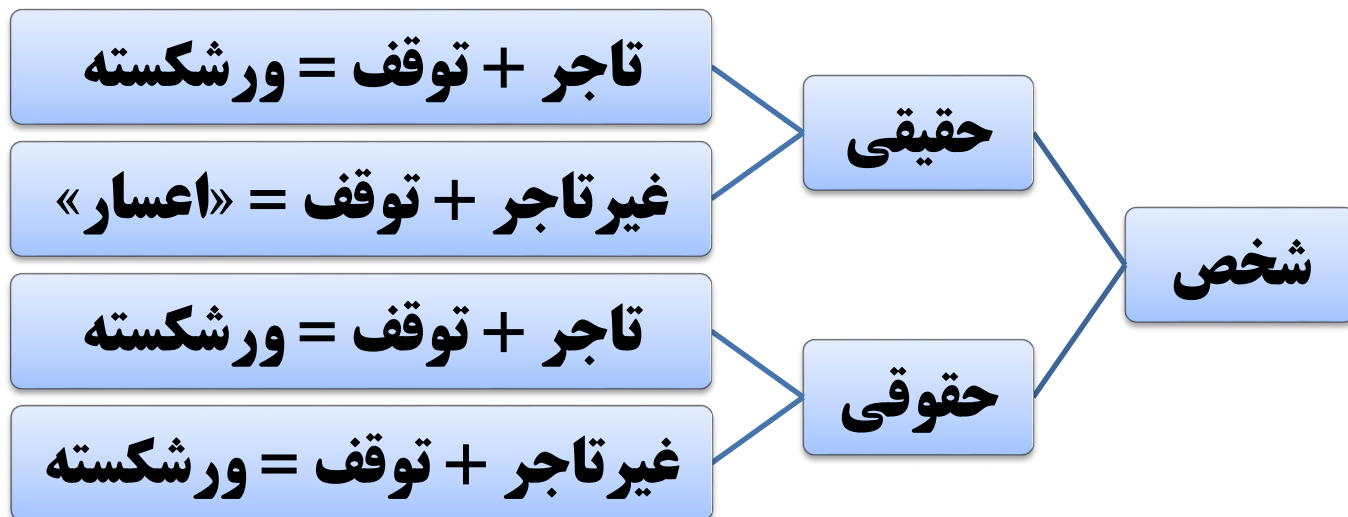 شخص
حقیقی
تاجر + توقف = ورشکسته
غیرتاجر + توقف = «اعسار»
حقوقی
تاجر + توقف = ورشکسته
غیرتاجر + توقف = ورشکسته